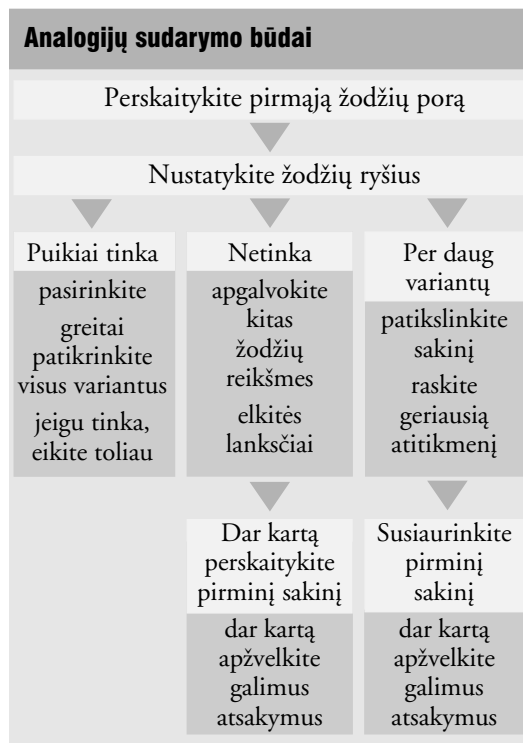 Analogijų sudarymo būdai
Perskaitykite pirmąją žodžių porą
Nustatykite žodžių ryšius
Puikiai tinka
pasirinkite
greitai
patikrinkite
visus variantus
jeigu tinka,
eikite toliau
Netinka
apgalvokite
kitas
žodžių
reikšmes
elkitės
lanksčiai
Dar kartą
perskaitykite
pirminį sakinį
dar kartą
apžvelkite
galimus
atsakymus
Per daug
variantų
patikslinkite
sakinį
raskite
geriausią
atitikmenį
Susiaurinkite
pirminį
sakinį
dar kartą
apžvelkite
galimus
atsakymus